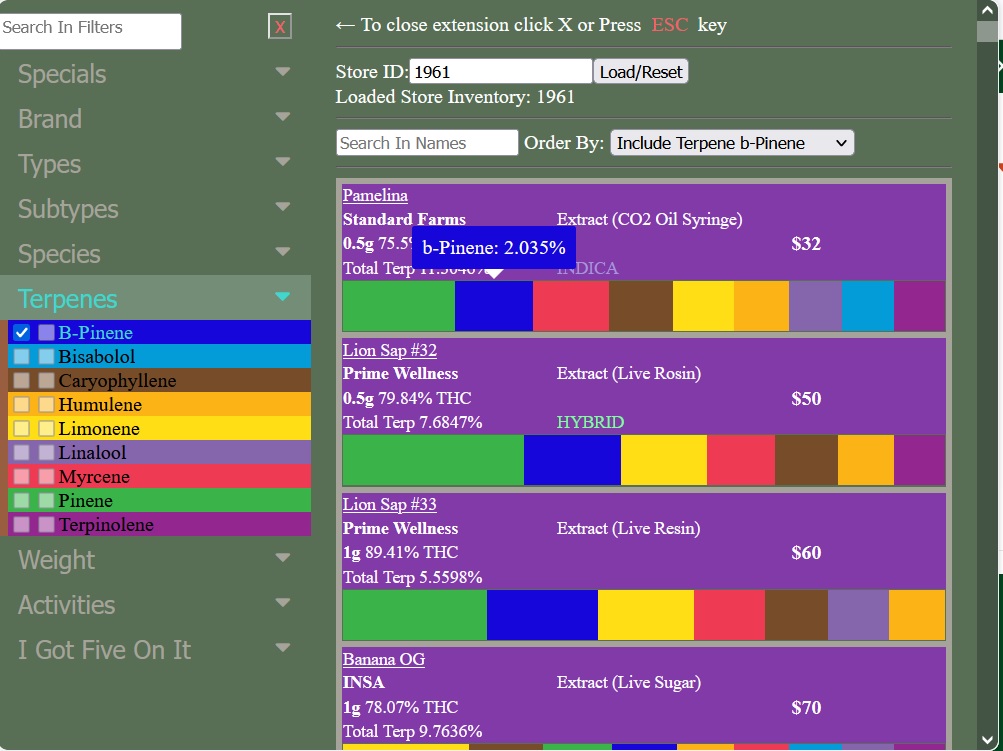 Search In Filters
X
Specials
Brand
Types
Subtypes
Species
Terpenes
B-Pinene
Bisabolol
Caryophyllene
Humulene
Limonene
Linalool
Myrcene
Pinene
Terpinolene
Weight
Activities
I Got Five On It
← To close extension click X or Press ESC key
Store ID: 1961 Load/Reset
Loaded Store Inventory: 1961
Search In Names Order By: Include Terpene b-Pinene
Pamelina
Standard Farms Extract (CO2 Oil Syringe)
0.5g 75.5% $32
b-Pinene: 2.035%
Total Terp INDICA
Lion Sap #32
Prime Wellness Extract (Live Rosin)
0.5g 79.84% THC $50
Total Terp 7.6847% HYBRID
Lion Sap #33
Prime Wellness Extract (Live Resin)
1g 89.41% THC $60
Total Terp 5.5598%
Banana OG
INSA Extract (Live Sugar)
1g 78.07% THC $70
Total Terp 9.7636%